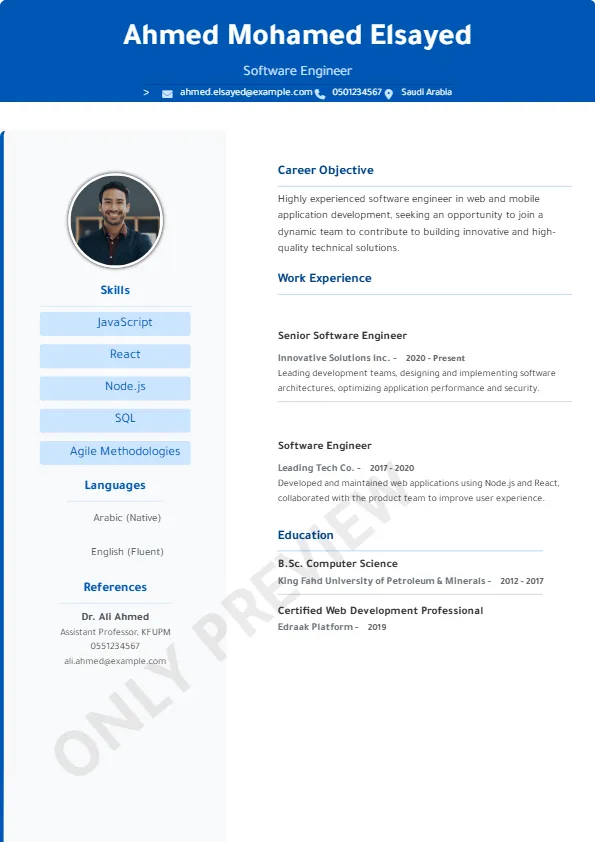 Ahmed Mohamed Elsayed
Software Engineer
> ahmed.elsayed@example.com 0501234567 Saudi Arabia
Skills
JavaScript
React
Node.js
SQL
Agile Methodologies
Languages
Arabic (Native)
English (Fluent)
References
Dr. Ali Ahmed
Assistant Professor, KFUPM
0551234567
ali.ahmed@example.com
Career Objective
Highly experienced software engineer in web and mobile
application development, seeking an opportunity to join a
dynamic team to contribute to building innovative and high-
quality technical solutions.
Work Experience
Senior Software Engineer
Innovative Solutions Inc. - 2020 - Present
Leading development teams, designing and implementing software
architectures, optimizing application performance and security.
Software Engineer
Leading Tech Co. - 2017 - 2020
Developed and maintained web applications using Node.js and React,
collaborated with the product team to improve user experience.
Education
B.Sc. Computer Science
King Fahd University of Petroleum & Minerals - 2012 - 2017
Certified Web Development Professional
Edraak Platform - 2019
ONLY PREVIEW